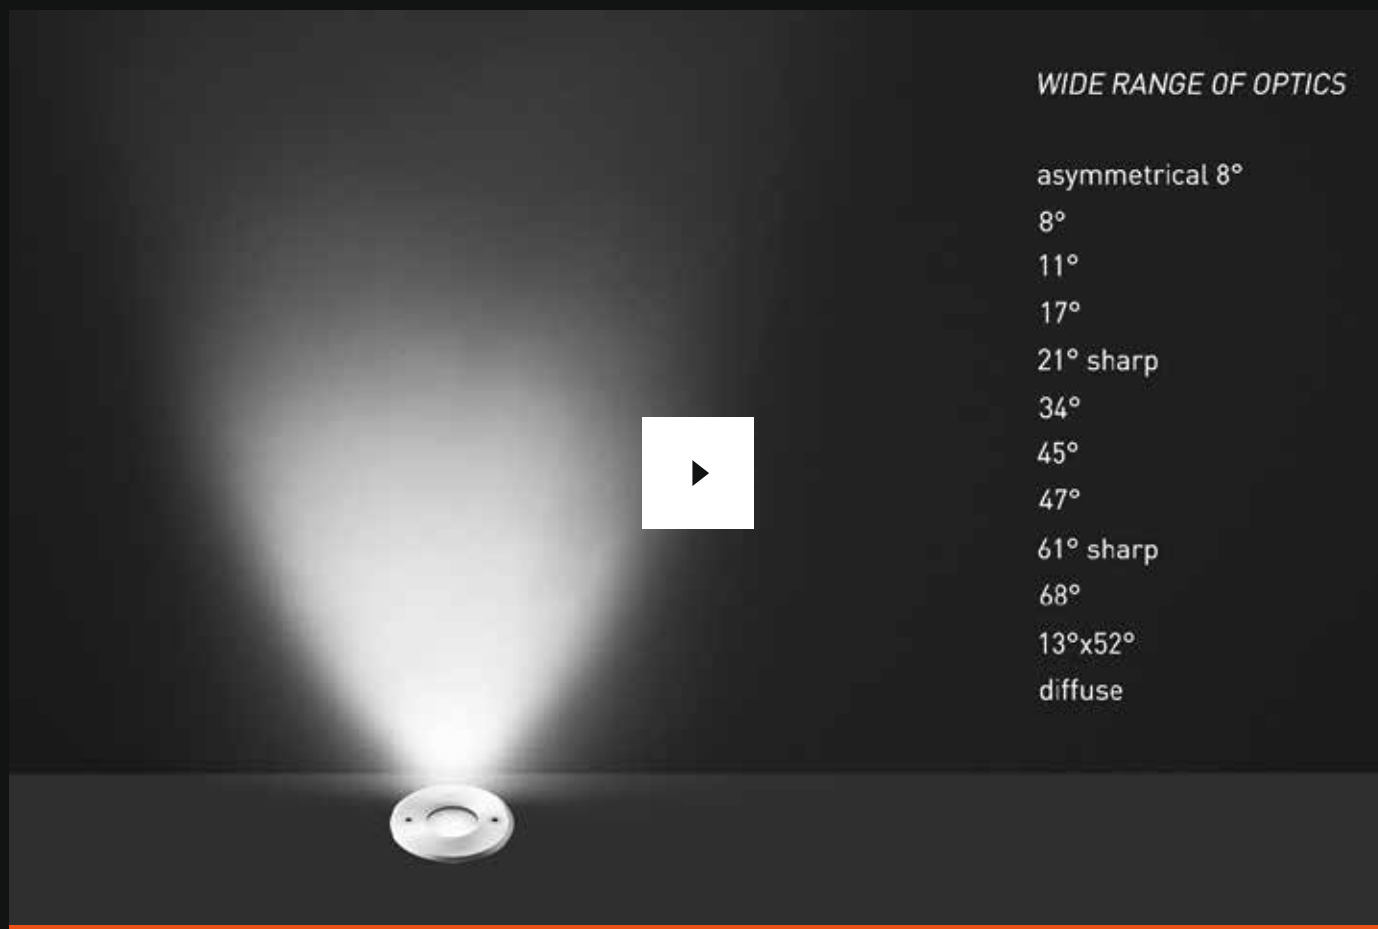 WIDE RANGE OF OPTICS
asymmetrical 8°
8°
11°
17°
21° sharp
34°
45°
47°
61° sharp
68°
13°x52°
diffuse